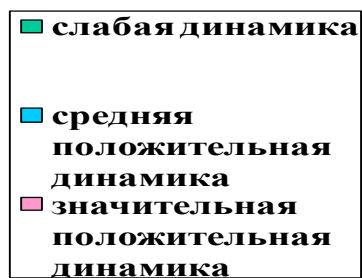 слабая динамика
средняя
положительная
динамика
значительная
положительная
динамика